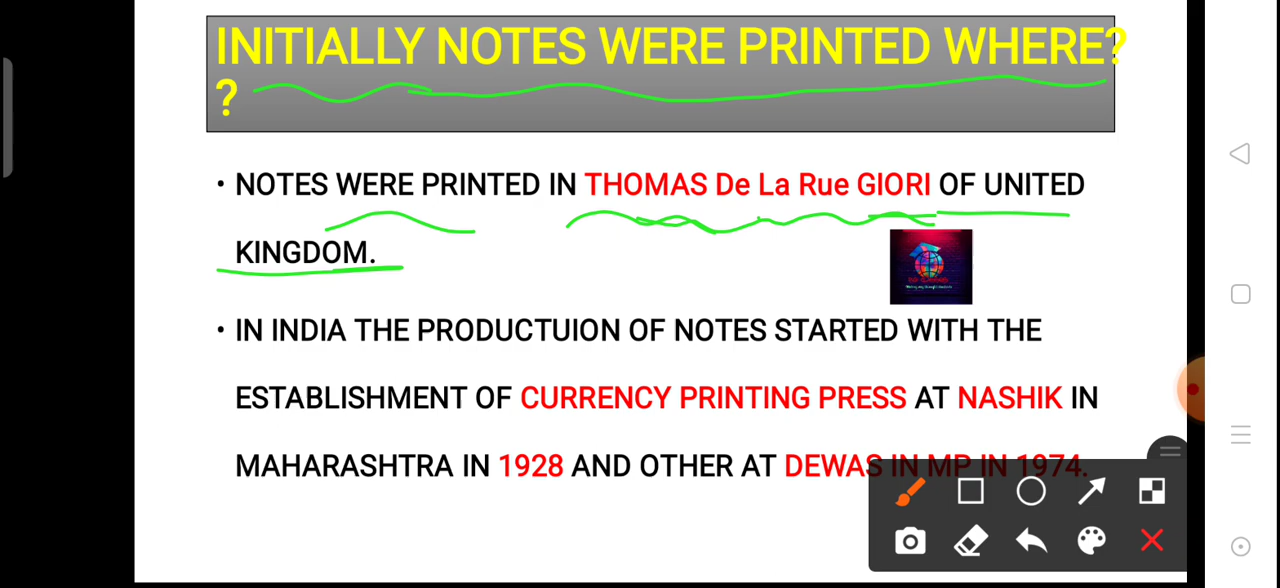 INITIALLY NOTES WERE PRINTED WHERE?
?
• NOTES WERE PRINTED IN THOMAS De La Rue GIORI OF UNITED
KINGDOM.
• IN INDIA THE PRODUCTUION OF NOTES STARTED WITH THE
ESTABLISHMENT OF CURRENCY PRINTING PRESS AT NASHIK IN
MAHARASHTRA IN 1928 AND OTHER AT DEWAS IN MP IN 1974.